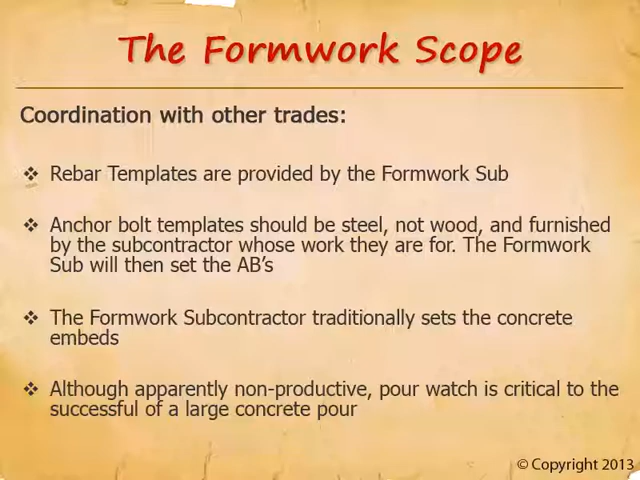 The Formwork Scope
Coordination with other trades:
❖ Rebar Templates are provided by the Formwork Sub
❖ Anchor bolt templates should be steel, not wood, and furnished
by the subcontractor whose work they are for. The Formwork
Sub will then set the AB's
❖ The Formwork Subcontractor traditionally sets the concrete
embeds
❖ Although apparently non-productive, pour watch is critical to the
successful of a large concrete pour
© Copyright 2013